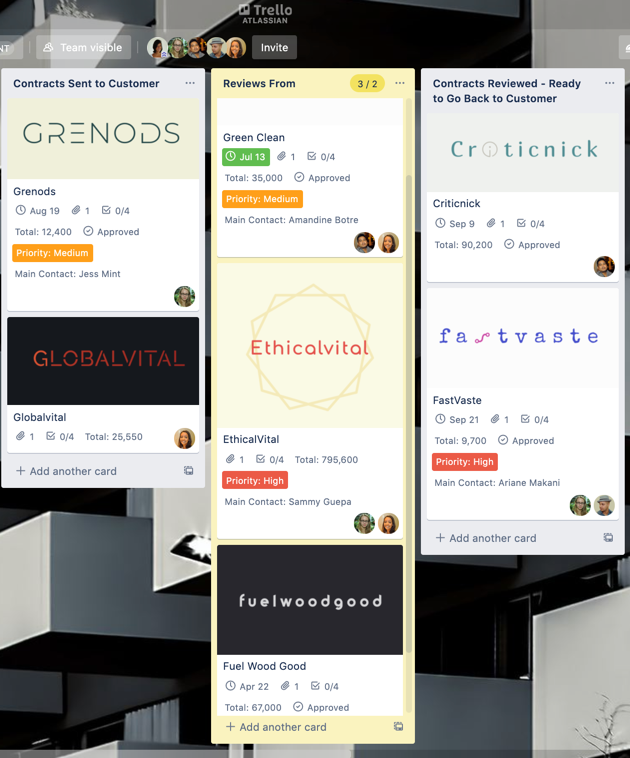 Trello
ATLASSIAN
NT
Team visible
Invite
Contracts Sent to Customer
GRENODS
Grenods
Aug 19 1 0/4
Total: 12,400 Approved
Priority: Medium
Main Contact: Jess Mint
GLOBALVITAL
Globalvital
1 0/4 Total: 25,550
+ Add another card
Reviews From 3 / 2
Green Clean
Jul 13 1 0/4
Total: 35,000 Approved
Priority: Medium
Main Contact: Amandine Botre
Ethicalvital
EthicalVital
1 0/4 Total: 795,600
Priority: High
Main Contact: Sammy Guepa
fuelwoodgood
Fuel Wood Good
Apr 22 1 0/4
Total: 67,000 Approved
+ Add another card
Contracts Reviewed - Ready
to Go Back to Customer
Criticnick
Criticnick
Sep 9 1 0/4
Total: 90,200 Approved
fastvaste
FastVaste
Sep 21 1 0/4
Total: 9,700 Approved
Priority: High
Main Contact: Ariane Makani
+ Add another card